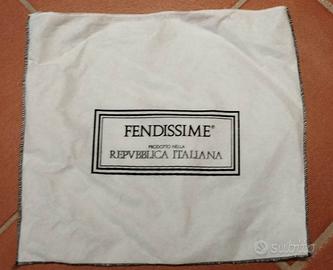 FENDISSIME®
PRODOTTO NELLA
REPVBBLICA ITALIANA
subito